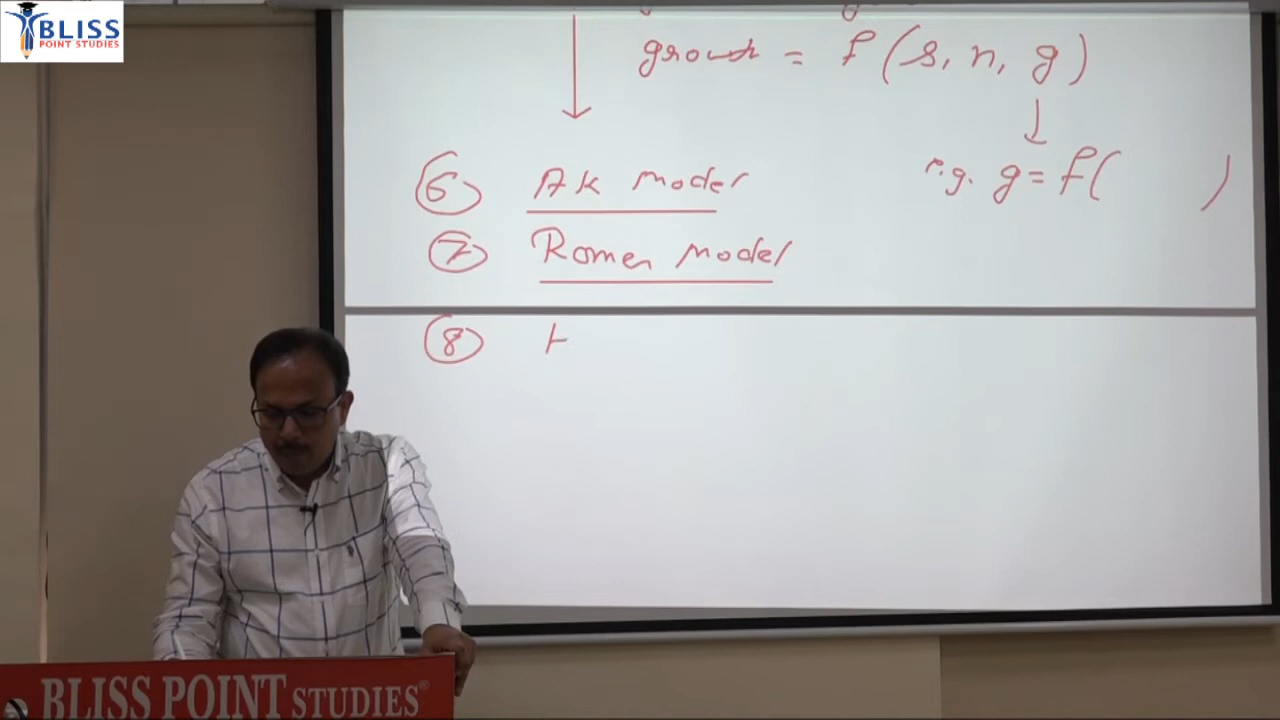 BLISS
POINT STUDIES
growth = f(s, n, g)
↓
6 AK Model
e.g. g = f( )
7 Romer Model
8
BLISS POINT STUDIES®